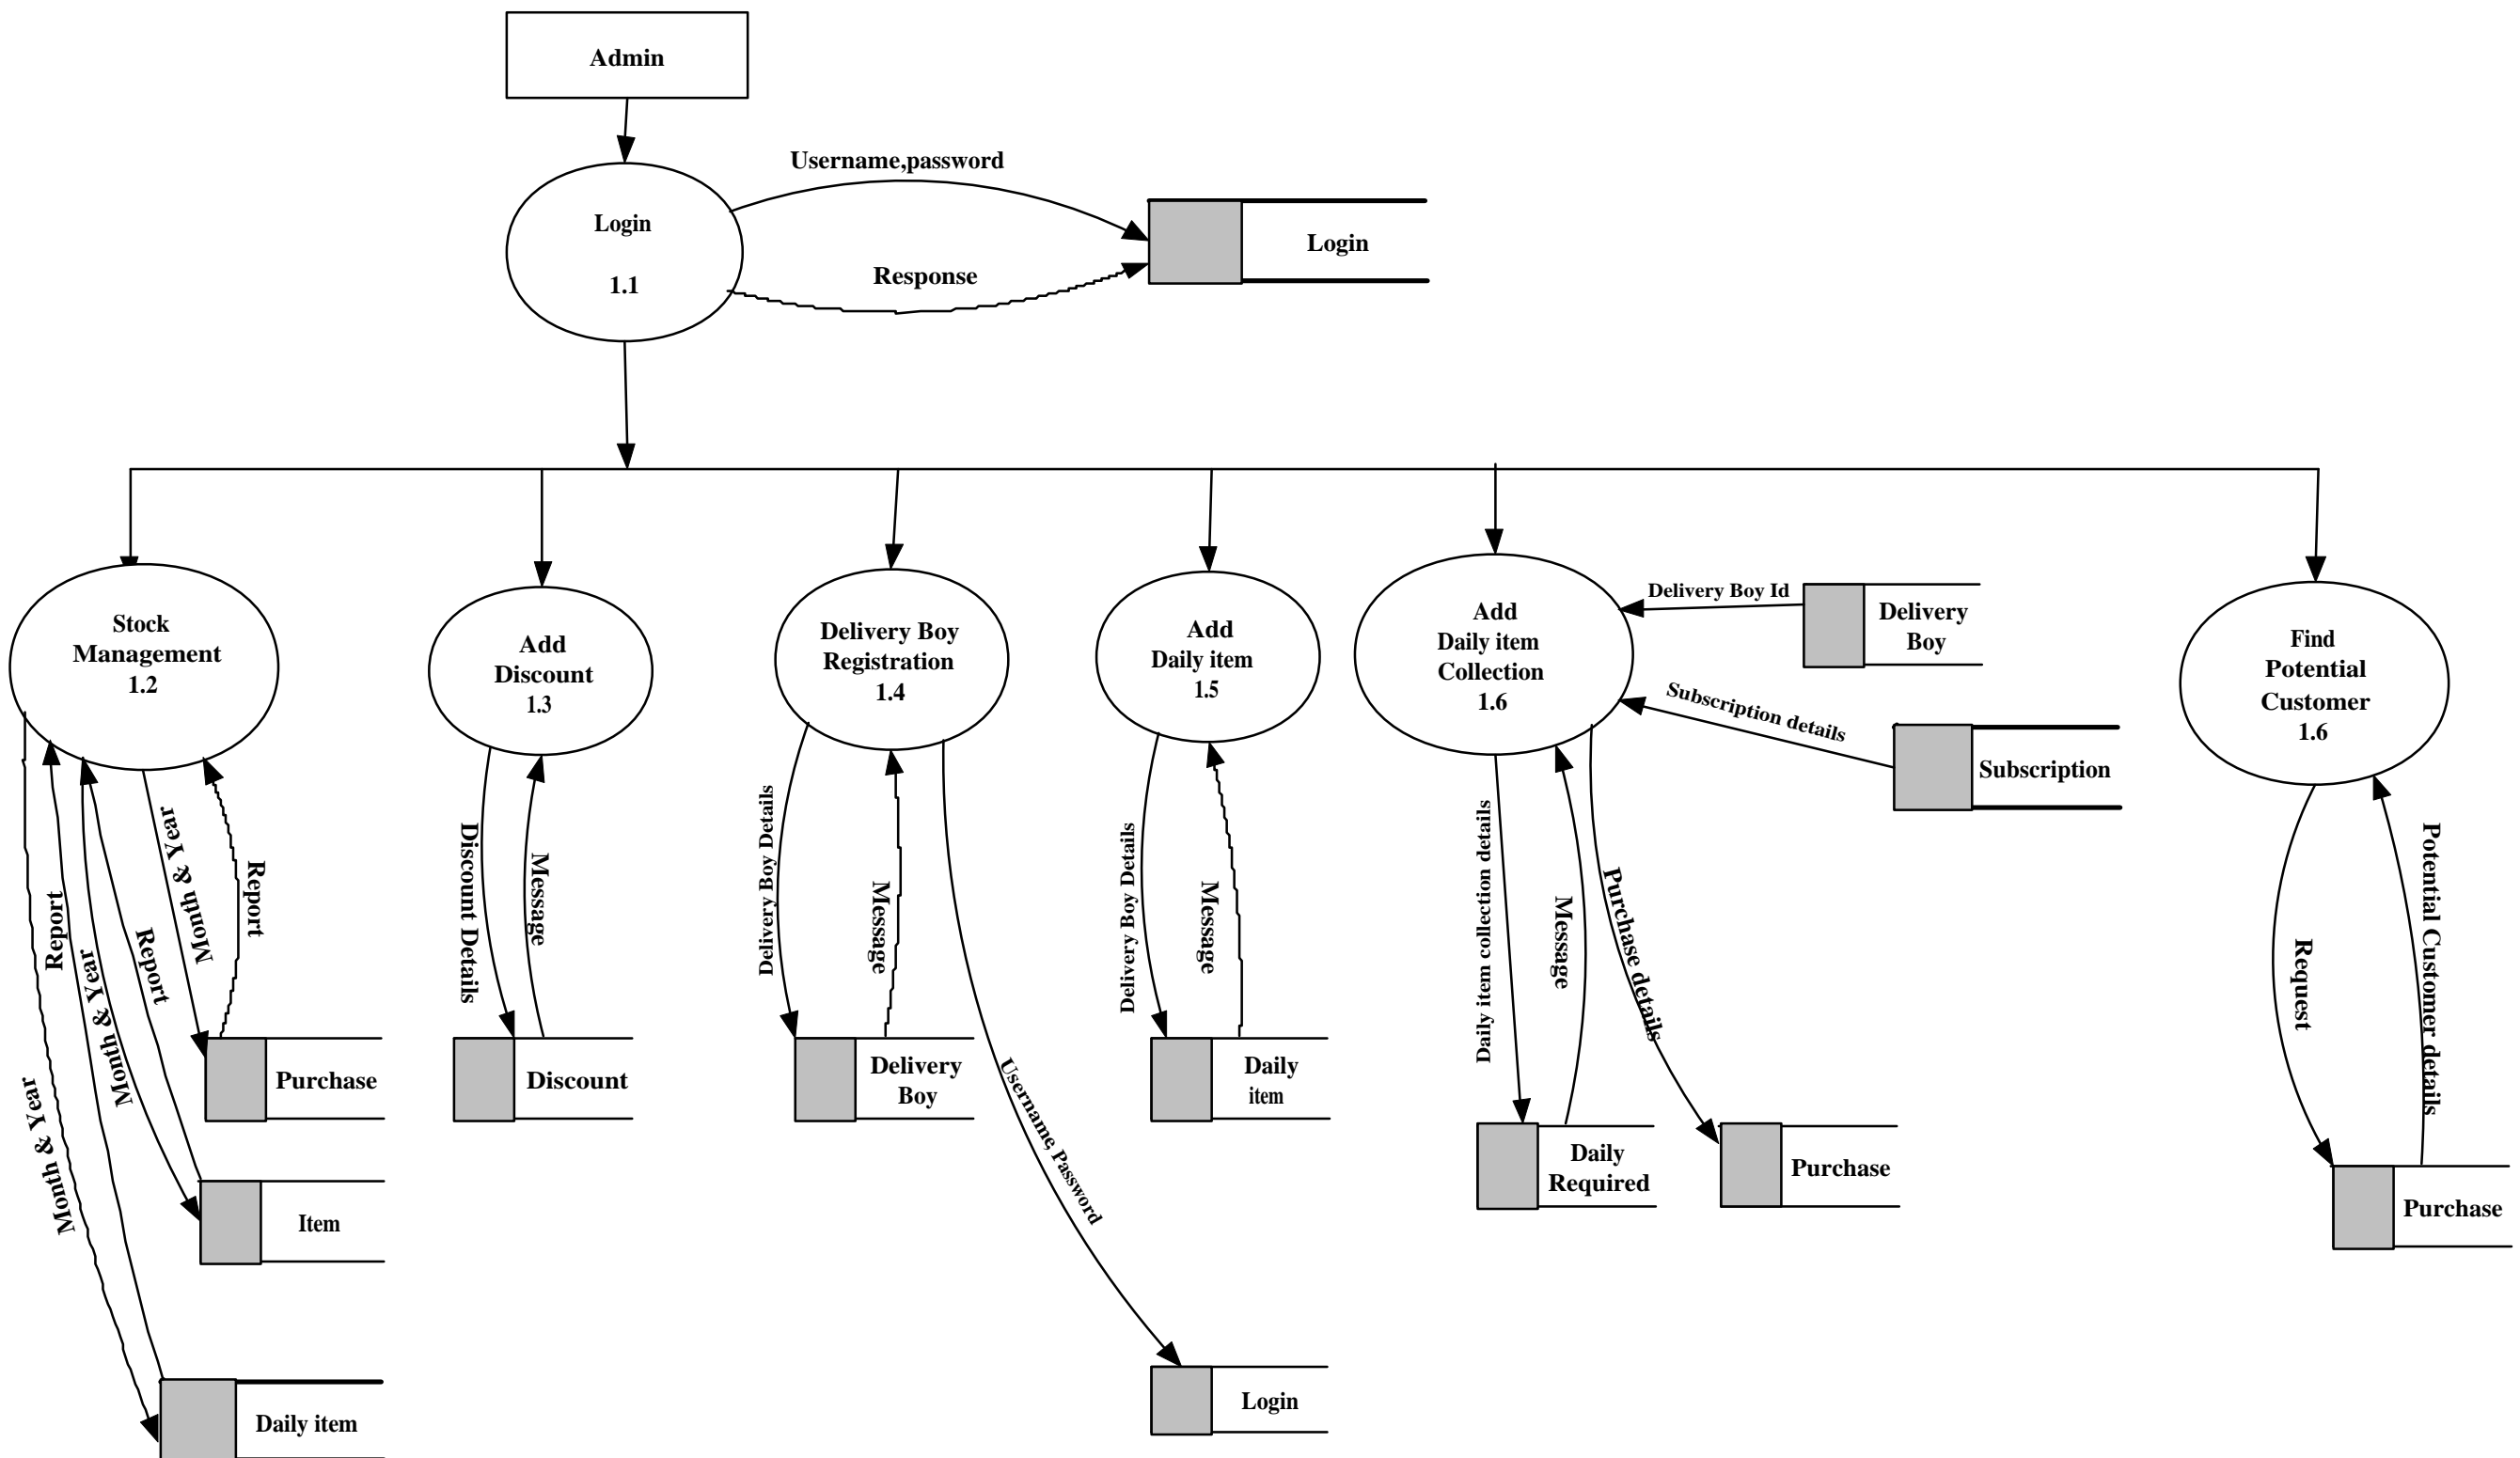 Admin
Username,password
Login
1.1
Login
Response
Stock
Management
1.2
Add
Discount
1.3
Delivery Boy
Registration
1.4
Add
Daily item
1.5
Add
Daily item
Collection
1.6
Delivery Boy Id
Delivery
Boy
Subscription details
Subscription
Find
Potential
Customer
1.6
Month & Year
Report
Report
Month & Year
Report
Month & Year
Discount Details
Message
Delivery Boy Details
Message
Username, Password
Delivery Boy Details
Message
Daily item collection details
Message
Purchase details
Request
Potential Customer details
Purchase
Discount
Delivery
Boy
Daily
item
Daily
Required
Purchase
Purchase
Item
Login
Daily item